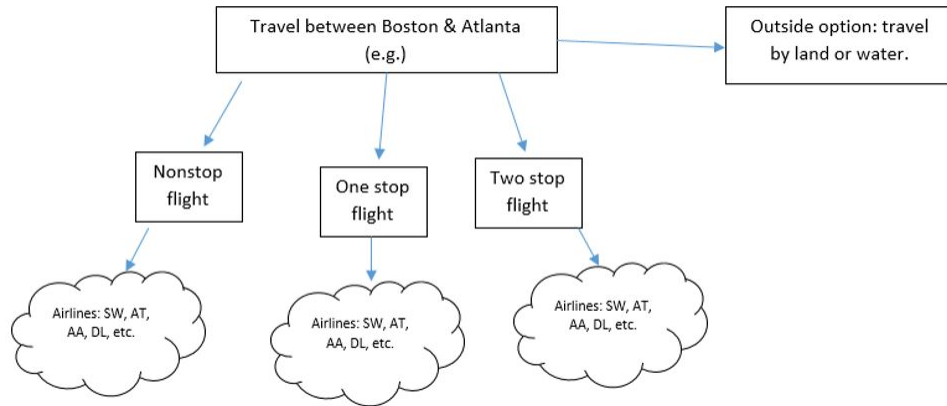 Travel between Boston & Atlanta
(e.g.)
Outside option: travel
by land or water.
Nonstop
flight
One stop
flight
Two stop
flight
Airlines: SW, AT,
AA, DL, etc.
Airlines: SW, AT,
AA, DL, etc.
Airlines: SW, AT,
AA, DL, etc.